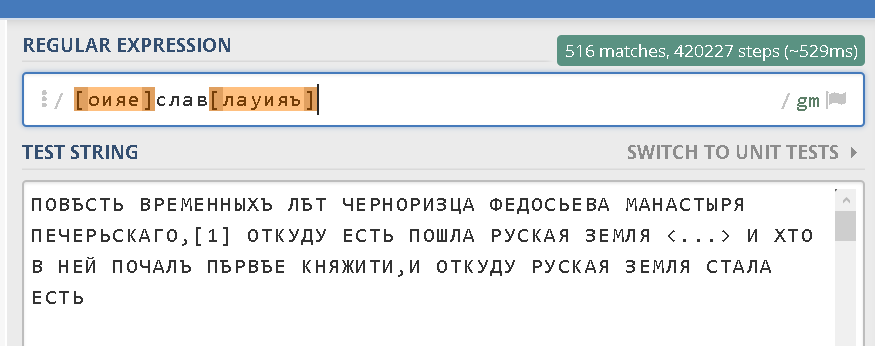 REGULAR EXPRESSION
516 matches, 420227 steps (~529ms)
/ [оияе]слав[лауияъ] / gm
TEST STRING
SWITCH TO UNIT TESTS
ПОВѢСТЬ ВРЕМЕННЫХЪ ЛѢТ ЧЕРНОРИЗЦА ФЕДОСЬЕВА МАНАСТЫРЯ
ПЕЧЕРЬСКАГО,[1] ОТКУДУ ЕСТЬ ПОШЛА РУСКАЯ ЗЕМЛЯ <...> И ХТО
В НЕЙ ПОЧАЛЪ ПѢРВѢЕ КНЯЖИТИ,И ОТКУДУ РУСКАЯ ЗЕМЛЯ СТАЛА
ЕСТЬ